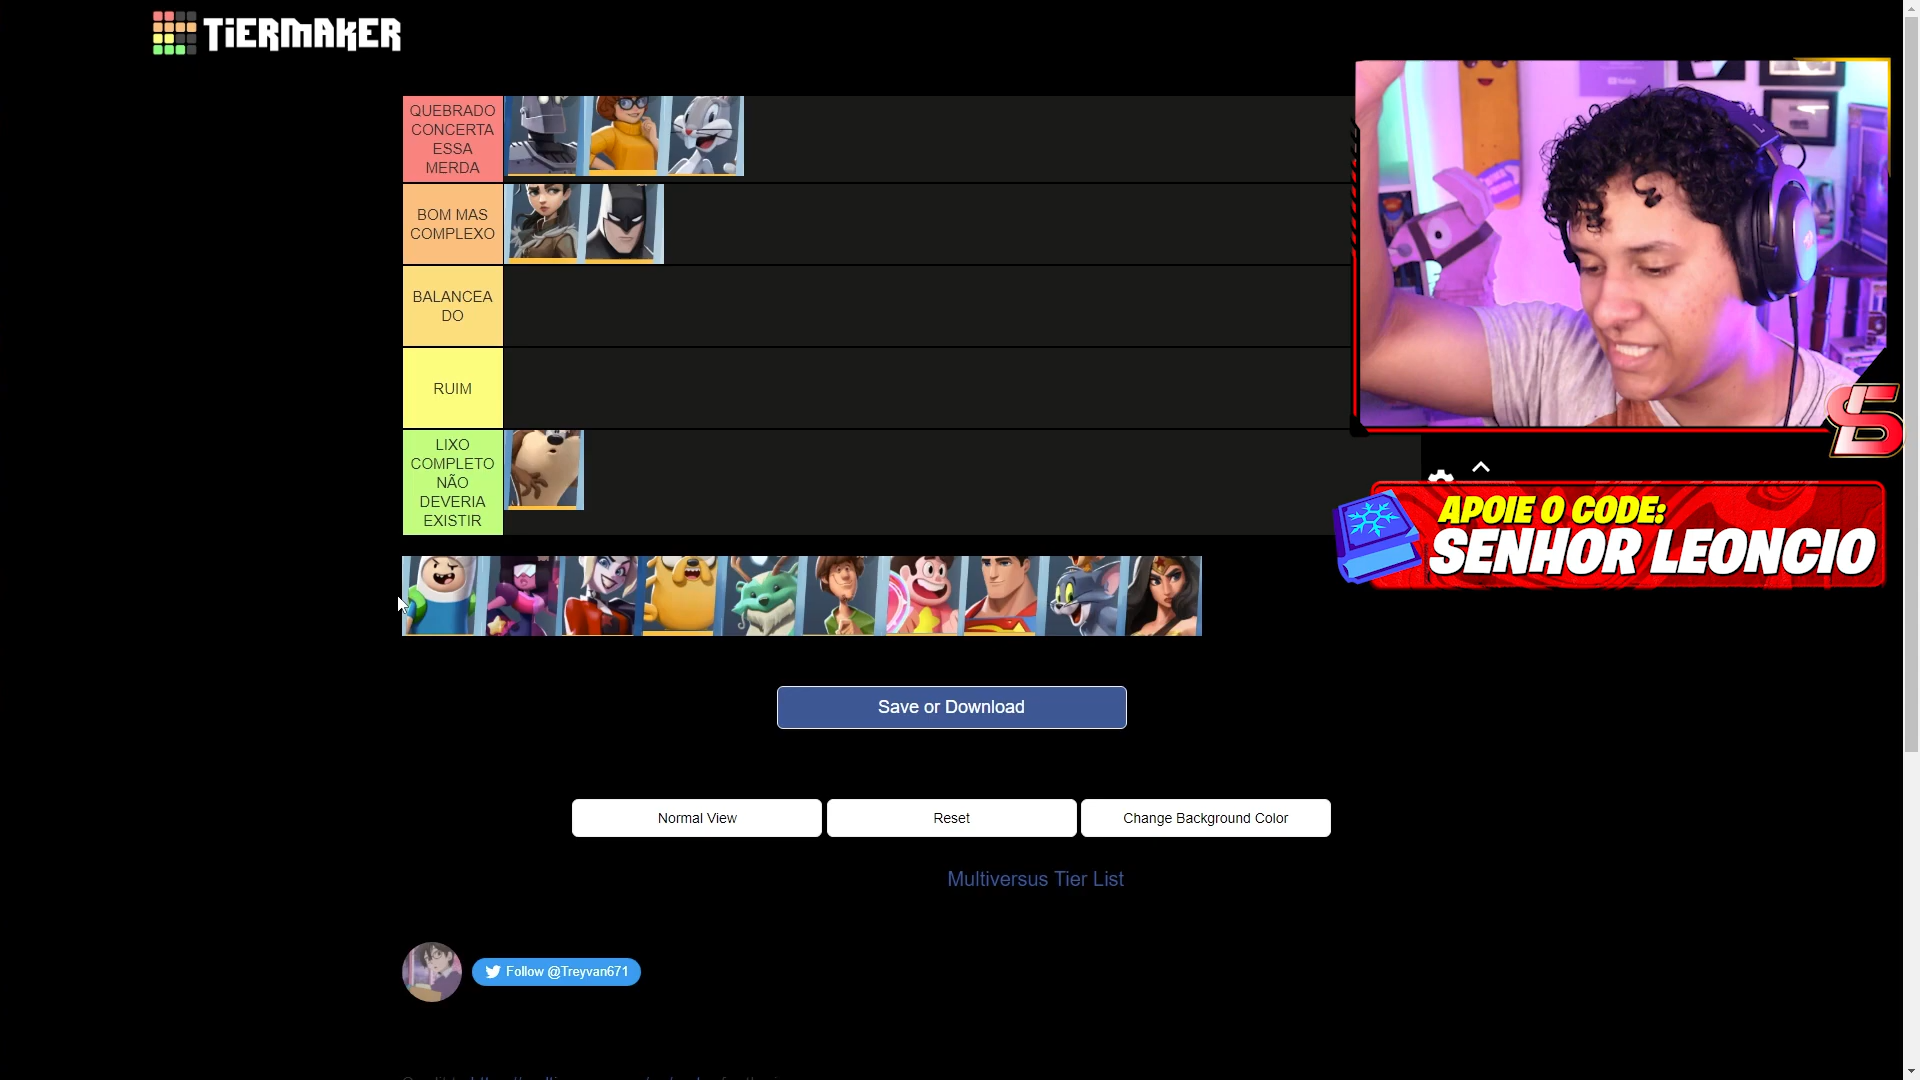 TiERMAKER
QUEBRADO
CONCERTA
ESSA
MERDA
BOM MAS
COMPLEXO
BALANCEA
DO
RUIM
LIXO
COMPLETO
NÃO
DEVERIA
EXISTIR
APOIE O CODE:
SENHOR LEONCIO
Save or Download
Normal View
Reset
Change Background Color
Multiversus Tier List
Follow @Treyvan671